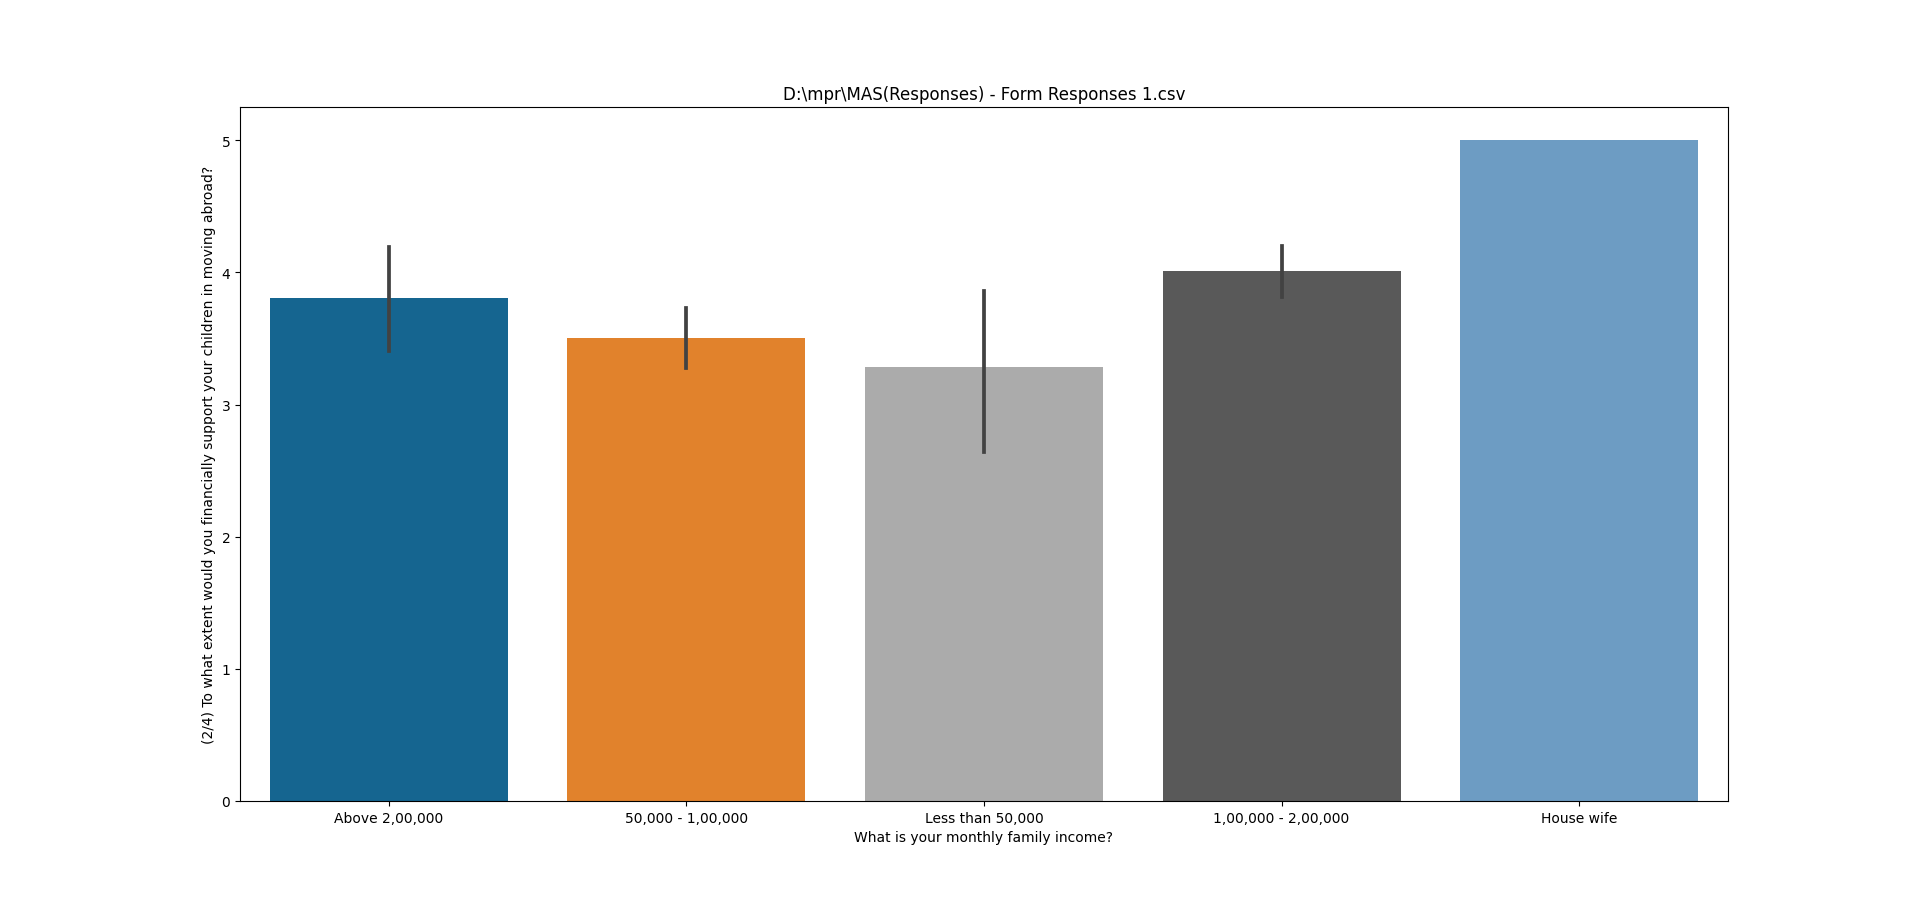 D:\mpr\MAS(Responses) - Form Responses 1.csv
(2/4) To what extent would you financially support your children in moving abroad?
5
4
3
2
1
0
Above 2,00,000
50,000 - 1,00,000
Less than 50,000
1,00,000 - 2,00,000
House wife
What is your monthly family income?